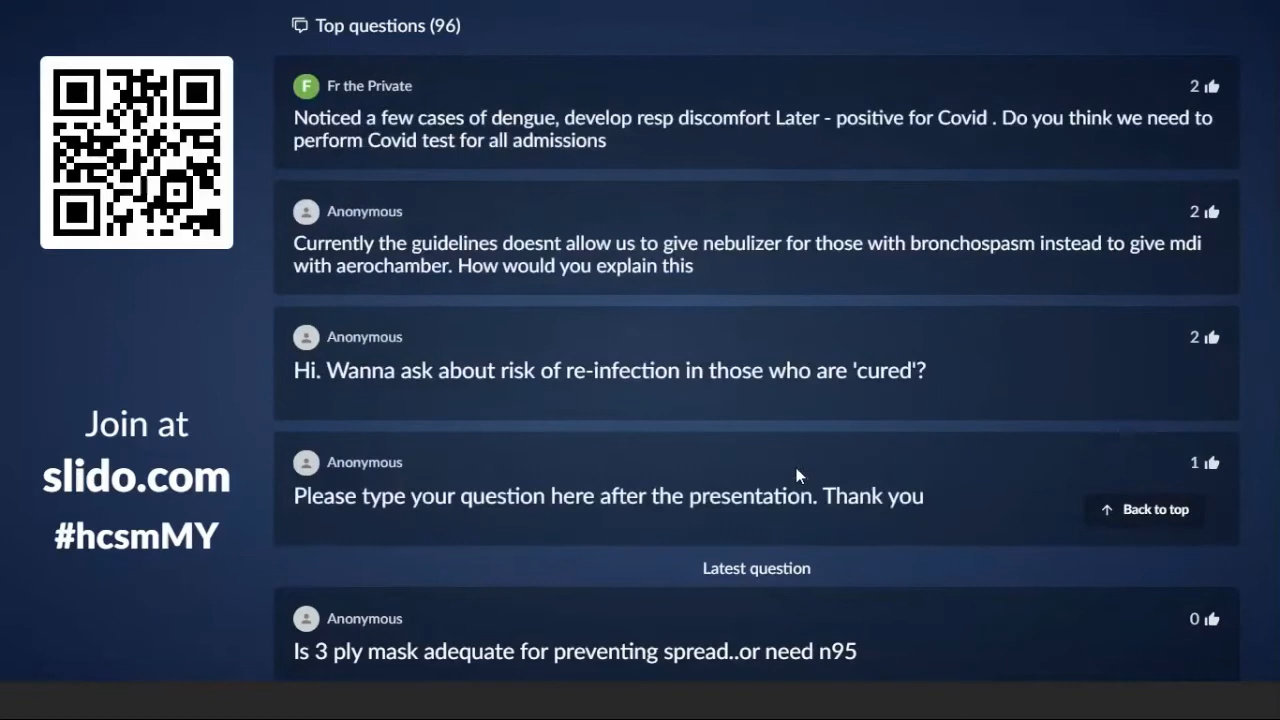 Top questions (96)
F Fr the Private 2
Noticed a few cases of dengue, develop resp discomfort Later - positive for Covid . Do you think we need to
perform Covid test for all admissions
Anonymous 2
Currently the guidelines doesnt allow us to give nebulizer for those with bronchospasm instead to give mdi
with aerochamber. How would you explain this
Anonymous 2
Hi. Wanna ask about risk of re-infection in those who are 'cured'?
Join at
slido.com
#hcsmMY
Anonymous 1
Please type your question here after the presentation. Thank you
Back to top
Latest question
Anonymous 0
Is 3 ply mask adequate for preventing spread..or need n95